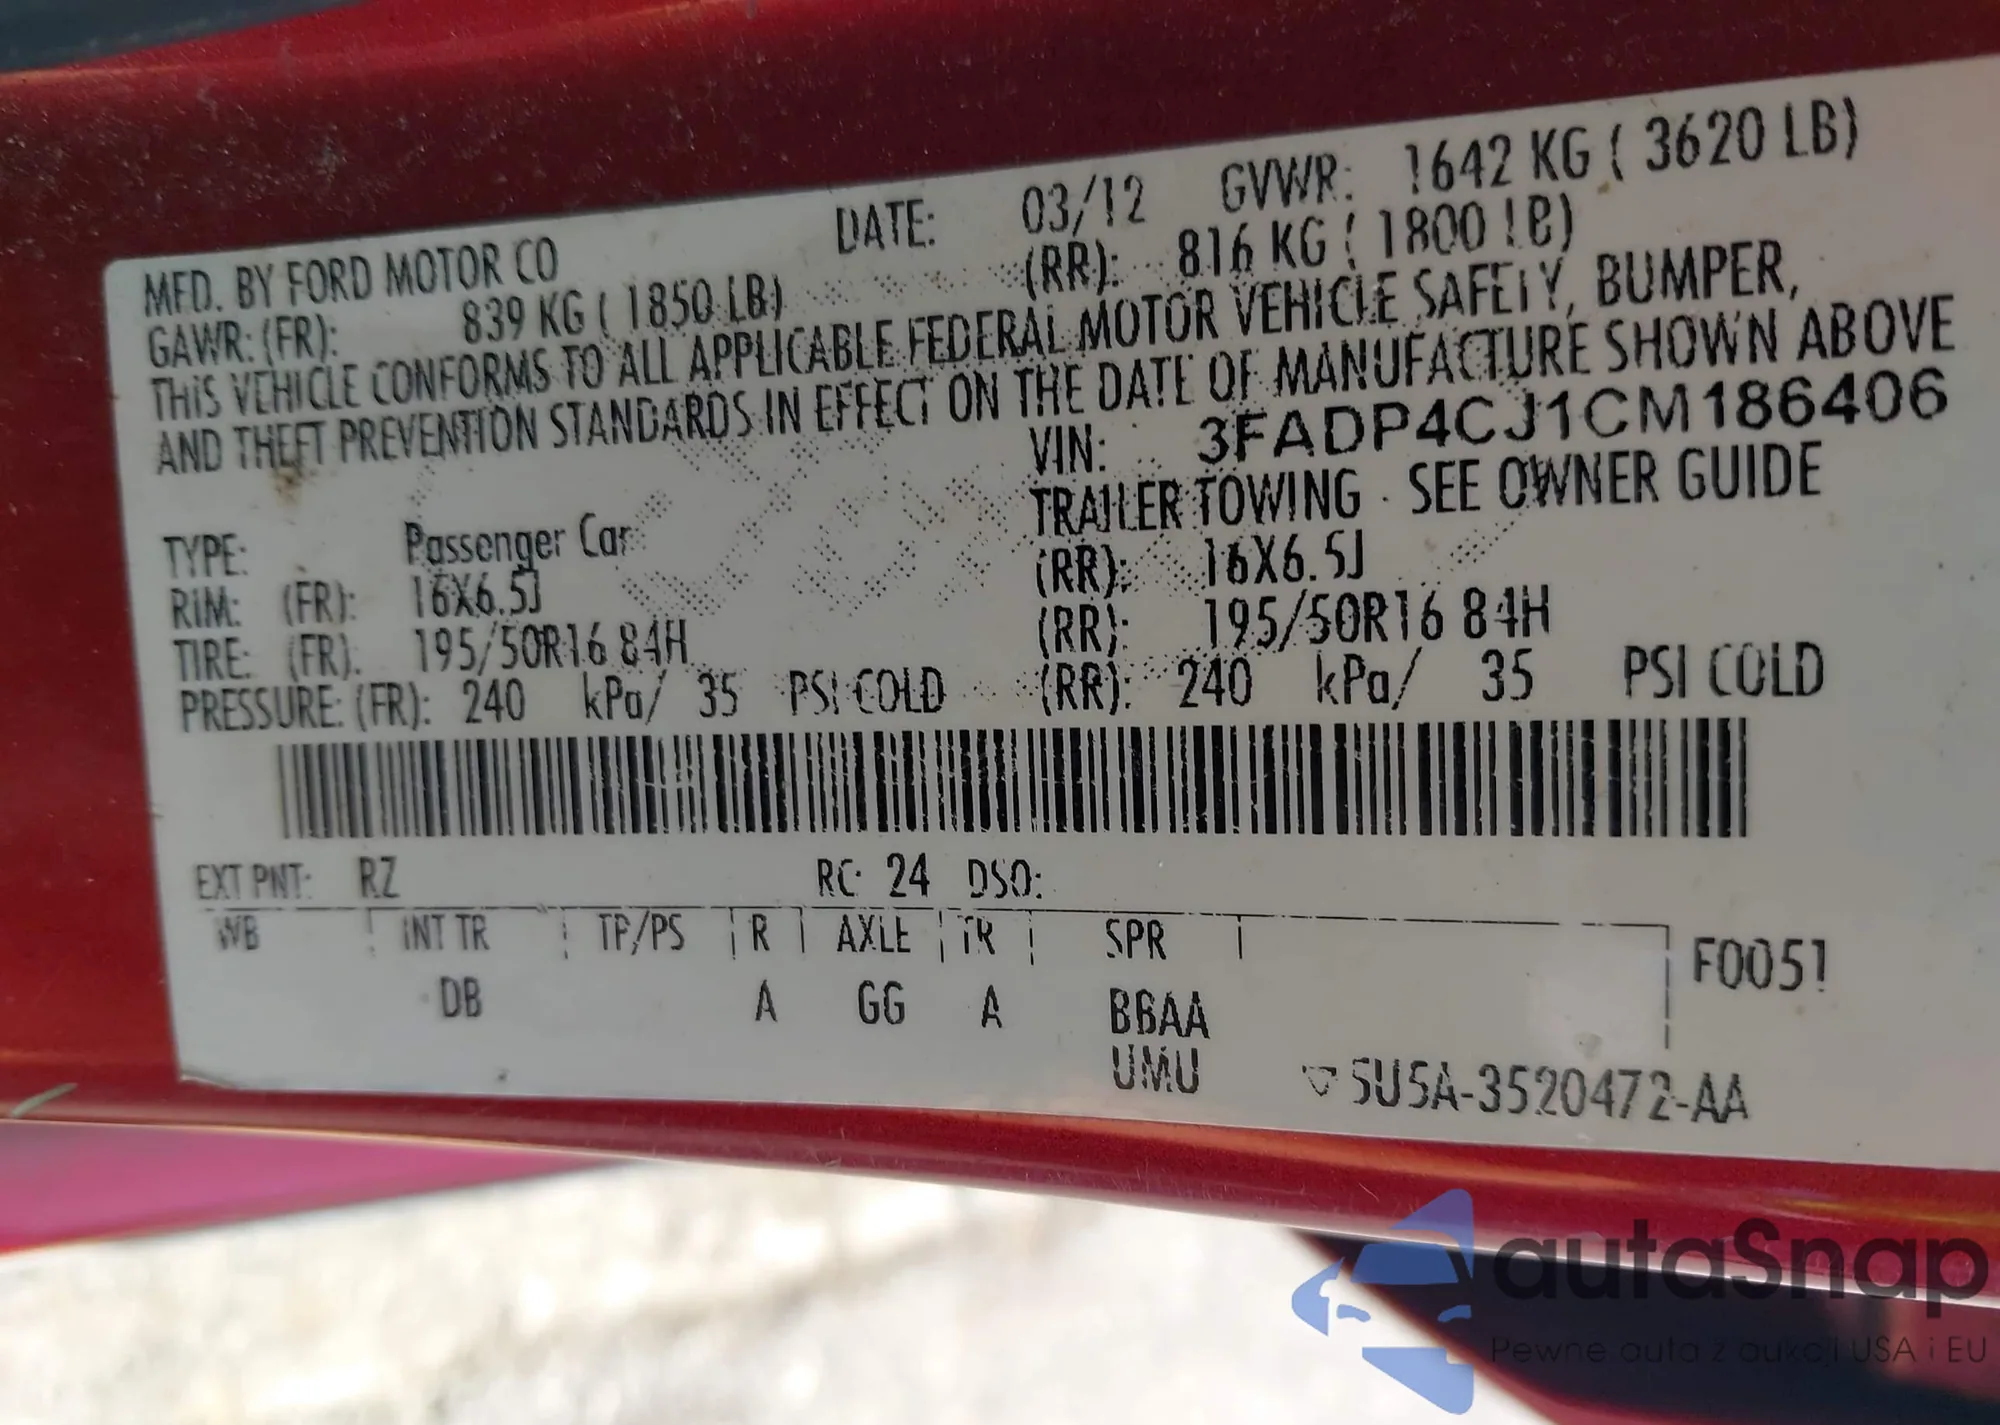 MFD. BY FORD MOTOR CO DATE: 03/12 GVWR: 1642 KG ( 3620 LB)
GAWR: (FR): 839 KG ( 1850 LB) (RR): 816 KG ( 1800 LB)
THIS VEHICLE CONFORMS TO ALL APPLICABLE FEDERAL MOTOR VEHICLE SAFETY, BUMPER,
AND THEFT PREVENTION STANDARDS IN EFFECT ON THE DATE OF MANUFACTURE SHOWN ABOVE
VIN: 3FADP4CJ1CM186406
TRAILER TOWING - SEE OWNER GUIDE
TYPE: Passenger Car
RIM: (FR): 16X6.5J (RR): 16X6.5J
TIRE: (FR): 195/50R16 84H (RR): 195/50R16 84H
PRESSURE: (FR): 240 kPa/ 35 PSI COLD (RR): 240 kPa/ 35 PSI COLD
EXT PNT: RZ RC: 24 DSO:
WB INT TR TP/PS R AXLE TR SPR
F0051
DB A GG A BBAA
UMU
▽5U5A-3520472-AA
autaSnap
Pewne auta z aukcji USA i EU